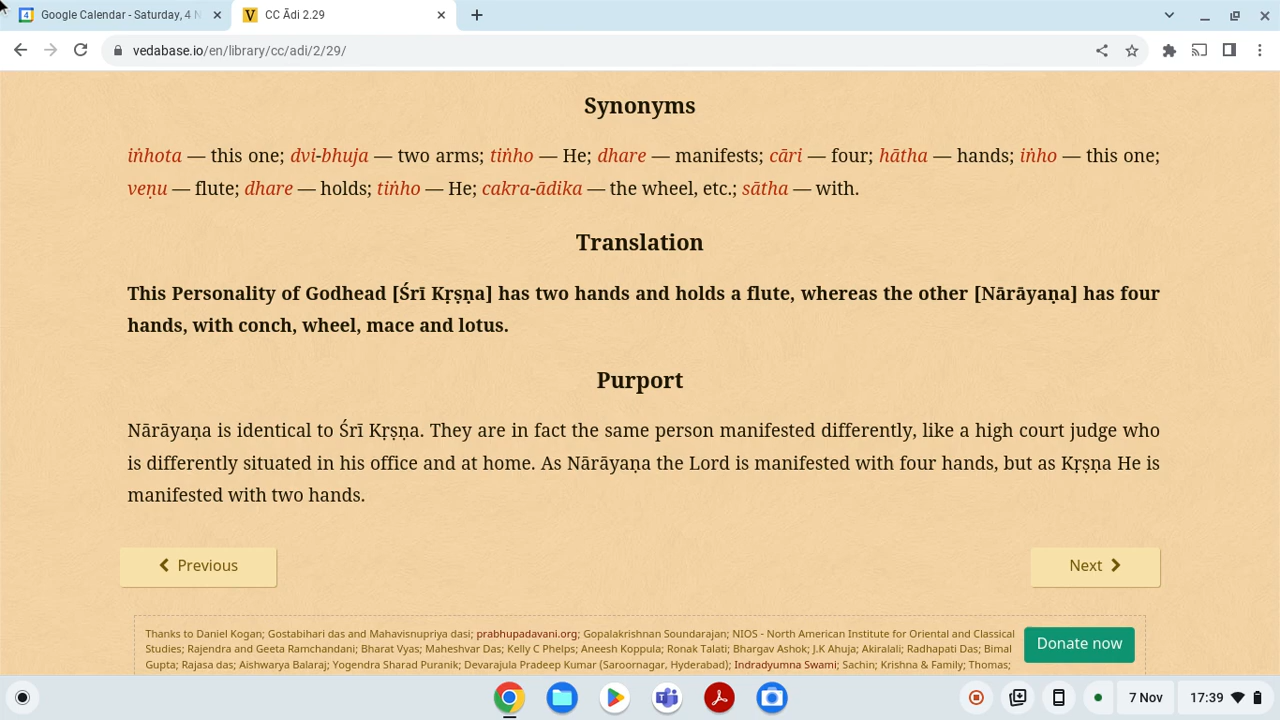 Google Calendar - Saturday, 4 N
CC Ādi 2.29
vedabase.io/en/library/cc/adi/2/29/
Synonyms
iṅhota — this one; dvi-bhuja — two arms; tiṅho — He; dhare — manifests; cāri — four; hātha — hands; iṅho — this one;
veṇu — flute; dhare — holds; tiṅho — He; cakra-ādika — the wheel, etc.; sātha — with.
Translation
This Personality of Godhead [Śrī Kṛṣṇa] has two hands and holds a flute, whereas the other [Nārāyaṇa] has four
hands, with conch, wheel, mace and lotus.
Purport
Nārāyaṇa is identical to Śrī Kṛṣṇa. They are in fact the same person manifested differently, like a high court judge who
is differently situated in his office and at home. As Nārāyaṇa the Lord is manifested with four hands, but as Kṛṣṇa He is
manifested with two hands.
Previous
Next
Thanks to Daniel Kogan; Gostabihari das and Mahavisnupriya dasi; prabhupadavani.org; Gopalakrishnan Soundarajan; NIOS - North American Institute for Oriental and Classical
Studies; Rajendra and Geeta Ramchandani; Bharat Vyas; Maheshvar Das; Kelly C Phelps; Aneesh Koppula; Ronak Talati; Bhargav Ashok; J.K Ahuja; Akiralali; Radhapati Das; Bimal
Gupta; Rajasa das; Aishwarya Balaraj; Yogendra Sharad Puranik; Devarajula Pradeep Kumar (Saroornagar, Hyderabad); Indradyumna Swami; Sachin; Krishna & Family; Thomas;
Donate now
7 Nov
17:39